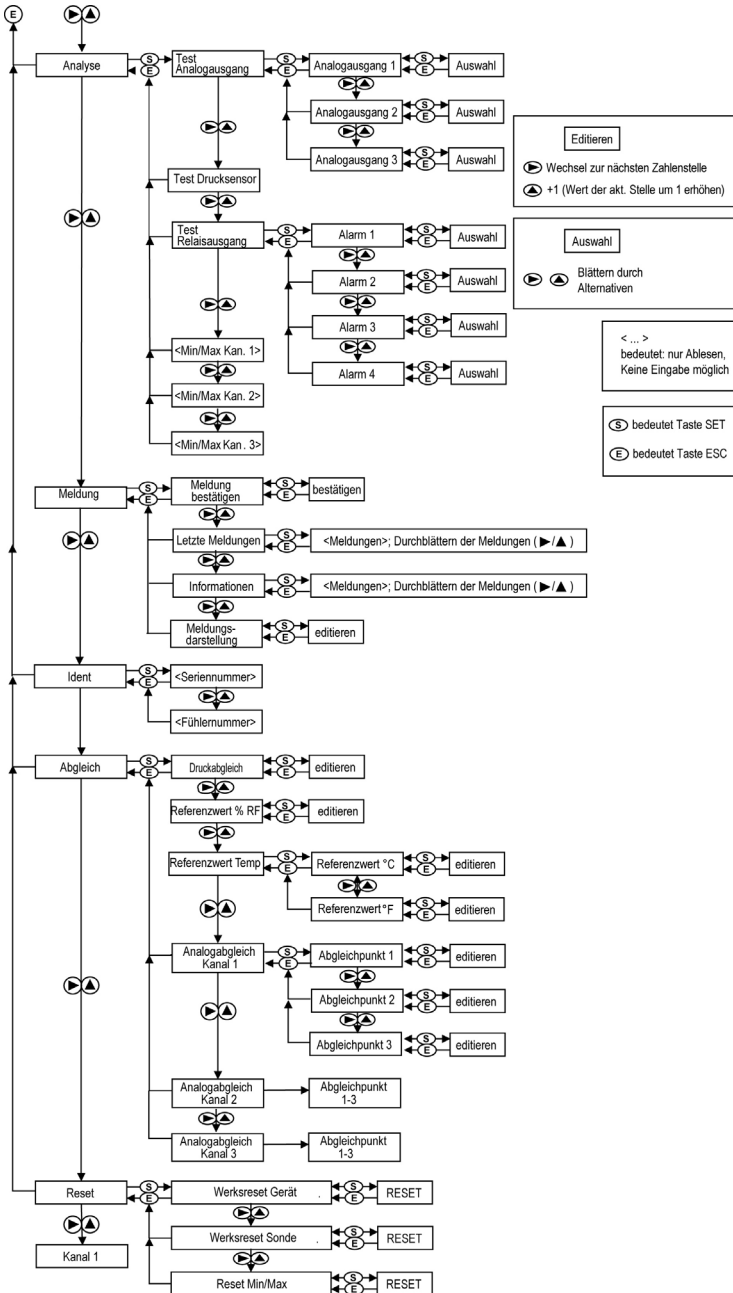 E
Analyse
S
E
Test
Analogausgang
S
E
Analogausgang 1
S
E
Auswahl
Analogausgang 2
S
E
Auswahl
Analogausgang 3
S
E
Auswahl
Test Drucksensor
Test
Relaisausgang
S
E
Alarm 1
S
E
Auswahl
Alarm 2
S
E
Auswahl
Alarm 3
S
E
Auswahl
Alarm 4
S
E
Auswahl
<Min/Max Kan. 1>
<Min/Max Kan. 2>
<Min/Max Kan. 3>
Editieren
▶ Wechsel zur nächsten Zahlenstelle
▲ +1 (Wert der akt. Stelle um 1 erhöhen)
Auswahl
▶ ▲ Blättern durch
Alternativen
< ... >
bedeutet: nur Ablesen,
Keine Eingabe möglich
S bedeutet Taste SET
E bedeutet Taste ESC
Meldung
S
E
Meldung
bestätigen
S
E
bestätigen
Letzte Meldungen
S
E
<Meldungen>; Durchblättern der Meldungen ( ▶/▲ )
Informationen
S
E
<Meldungen>; Durchblättern der Meldungen ( ▶/▲ )
Meldungs-
darstellung
S
E
editieren
Ident
S
E
<Seriennummer>
<Fühlernummer>
Abgleich
S
E
Druckabgleich
S
E
editieren
Referenzwert % RF
S
E
editieren
Referenzwert Temp
S
E
Referenzwert °C
S
E
editieren
Referenzwert °F
S
E
editieren
Analogabgleich
Kanal 1
S
E
Abgleichpunkt 1
S
E
editieren
Abgleichpunkt 2
S
E
editieren
Abgleichpunkt 3
S
E
editieren
Analogabgleich
Kanal 2
Abgleichpunkt
1-3
Analogabgleich
Kanal 3
Abgleichpunkt
1-3
Reset
S
E
Werksreset Gerät .
S
E
RESET
Werksreset Sonde .
S
E
RESET
Reset Min/Max
S
E
RESET
Kanal 1